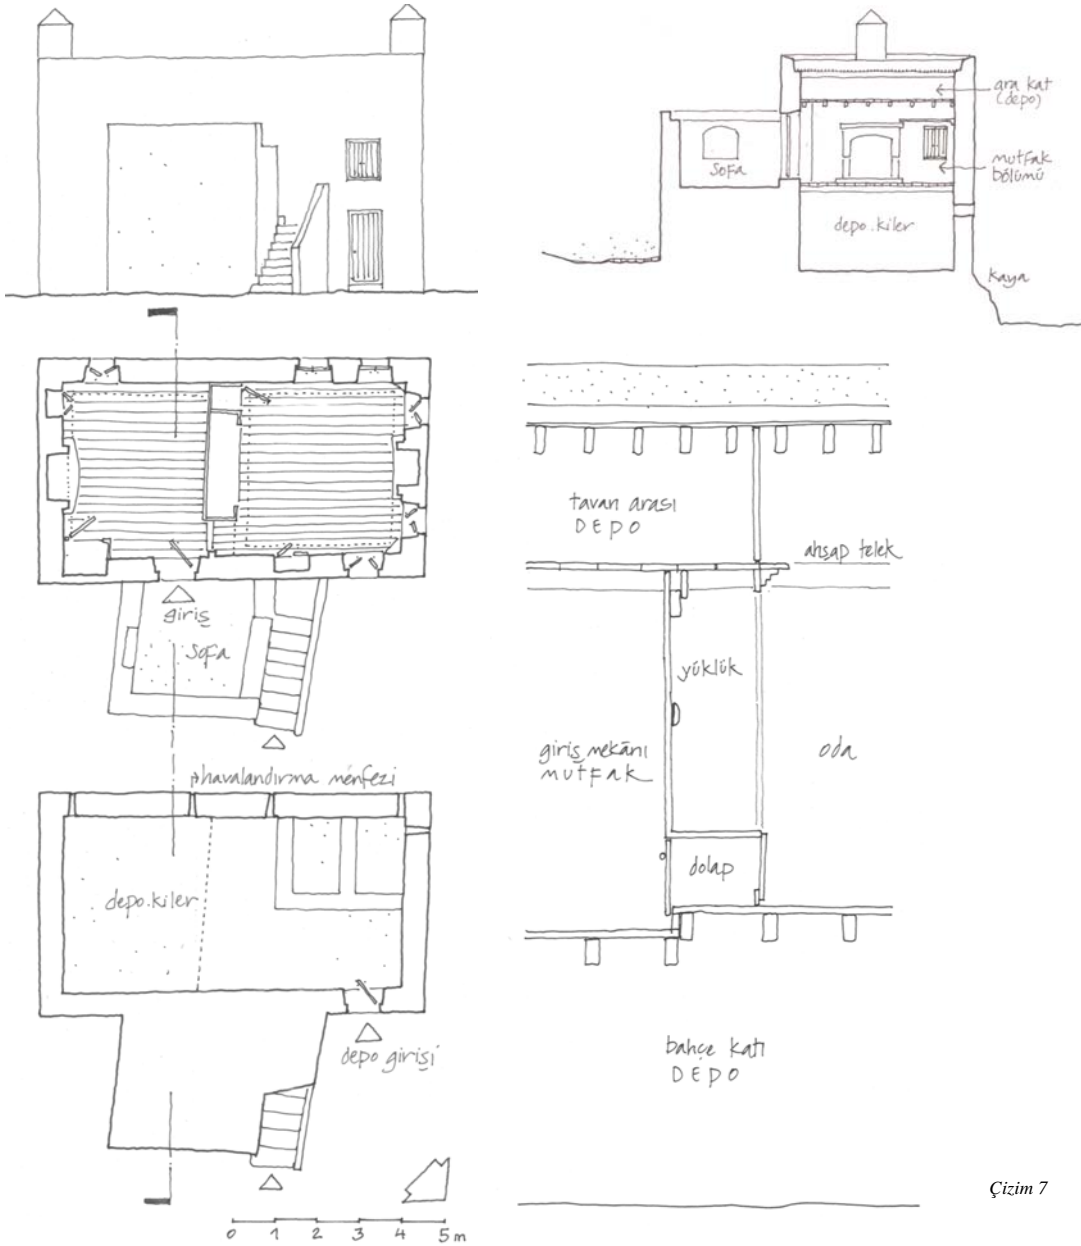 ara kat
(depo)
mutfak
bölümü
sofa
depo.kiler
kaya
giriş
sofa
havalandırma menfezi
depo.kiler
depo girişi
0 1 2 3 4 5 m
tavan arası
DEPO
ahşap telek
yüklük
giriş mekânı
MUTFAK
oda
dolap
bahçe katı
DEPO
Çizim 7